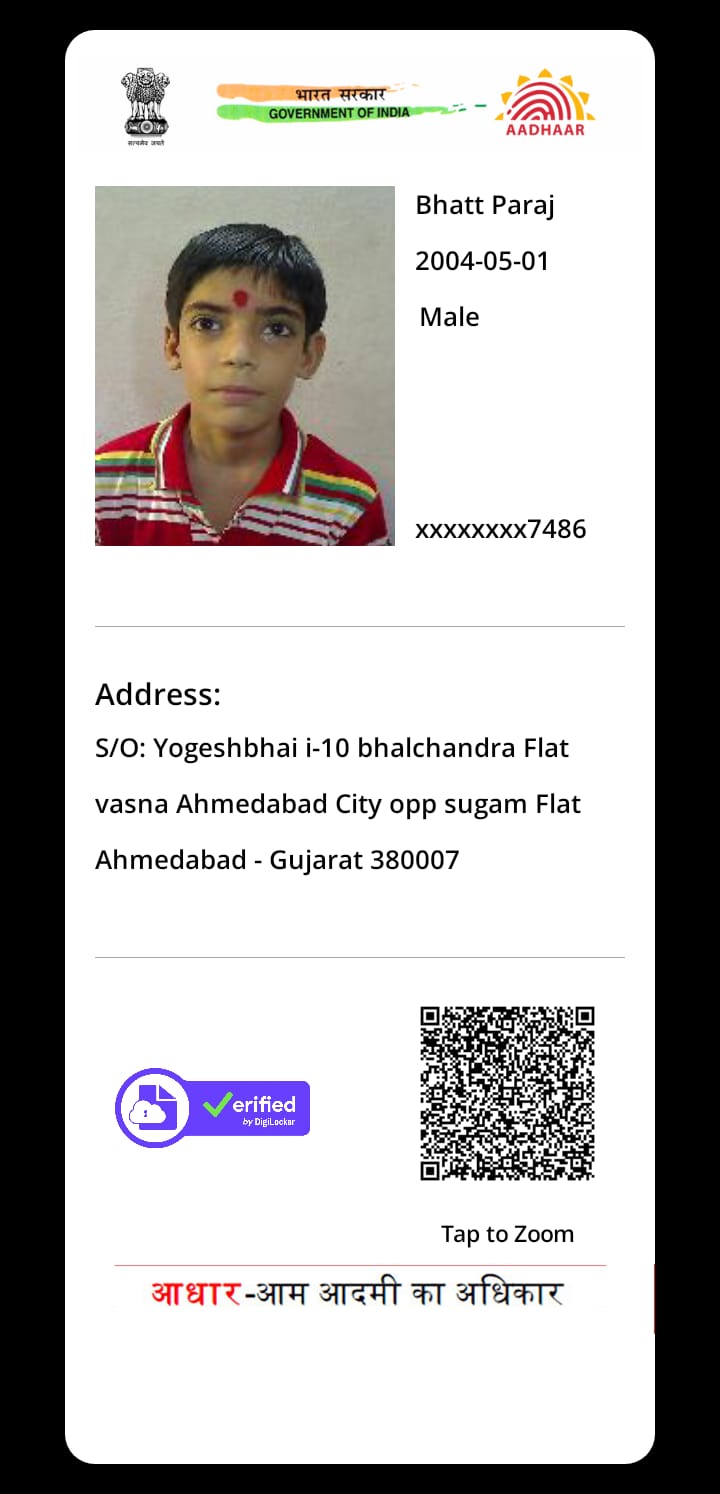 भारत सरकार
GOVERNMENT OF INDIA
सत्यमेव जयते
AADHAAR
Bhatt Paraj
2004-05-01
Male
xxxxxxxx7486
Address:
S/O: Yogeshbhai i-10 bhalchandra Flat
vasna Ahmedabad City opp sugam Flat
Ahmedabad - Gujarat 380007
erified
by DigiLocker
Tap to Zoom
आधार-आम आदमी का अधिकार